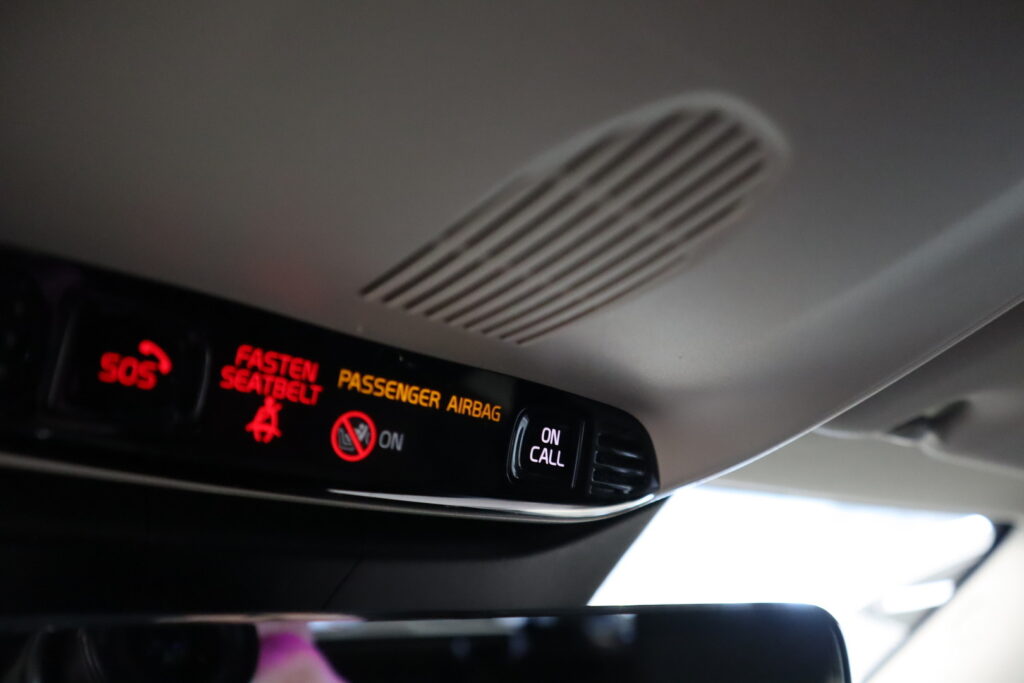 SOS
FASTEN
SEATBELT
PASSENGER AIRBAG
ON
ON
CALL